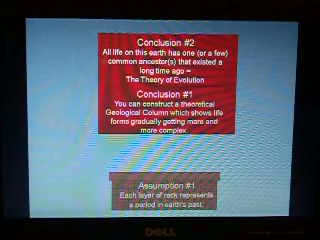 Conclusion #2
All life on this earth has one (or a few)
common ancestor(s) that existed a
long time ago ~
The Theory of Evolution
Conclusion #1
You can construct a theoretical
Geological Column which shows life
forms gradually getting more and
more complex
Assumption #1
Each layer of rock represents
a period in earth's past.
DELL